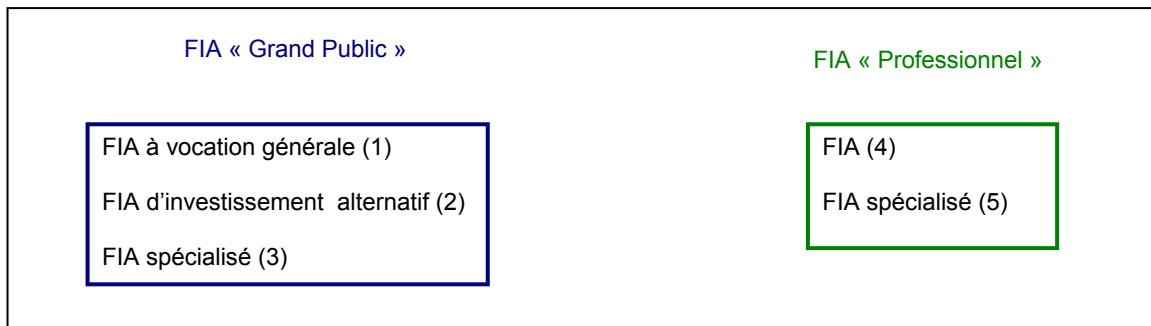 FIA « Grand Public »
FIA à vocation générale (1)
FIA d'investissement  alternatif (2)
FIA spécialisé (3)
FIA « Professionnel »
FIA (4)
FIA spécialisé (5)